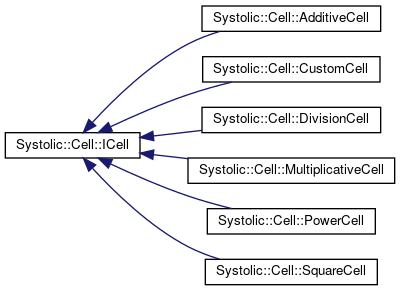 Systolic::Cell::AdditiveCell
Systolic::Cell::CustomCell
Systolic::Cell::DivisionCell
Systolic::Cell::ICell
Systolic::Cell::MultiplicativeCell
Systolic::Cell::PowerCell
Systolic::Cell::SquareCell